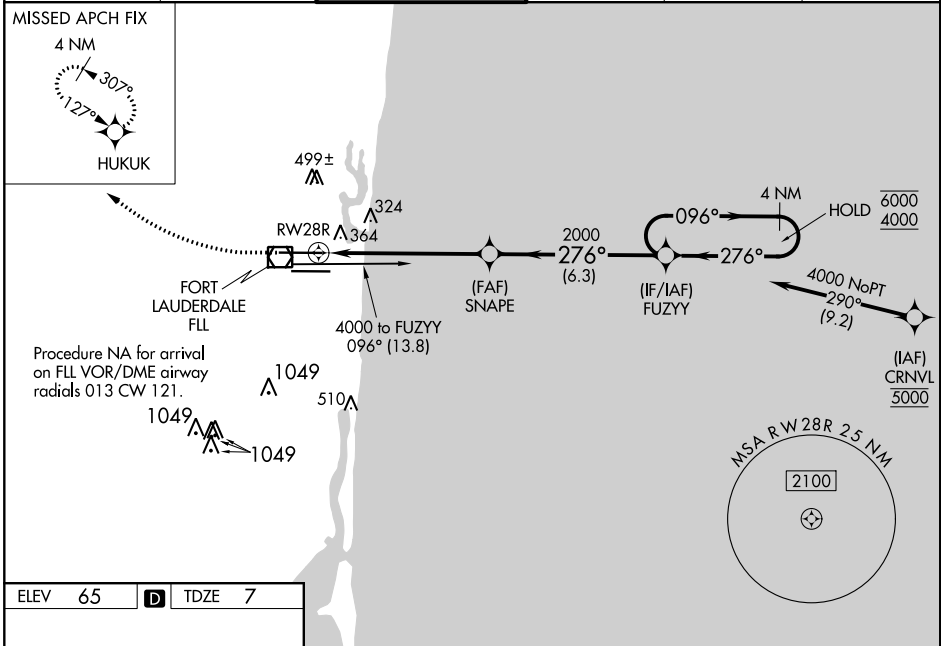 MISSED APCH FIX
4 NM
307°
127°
HUKUK
499±
324
RW28R
364
4 NM
HOLD
6000
4000
096°
2000
276°
276°
(6.3)
4000 NoPT
290°
(9.2)
(FAF)
SNAPE
(IF/IAF)
FUZYY
FORT
LAUDERDALE
FLL
4000 to FUZYY
096° (13.8)
(IAF)
CRNVL
5000
Procedure NA for arrival
on FLL VOR/DME airway
radials 013 CW 121.
1049
510
1049
1049
MSA RW28R 25 NM
2100
ELEV 65 D TDZE 7